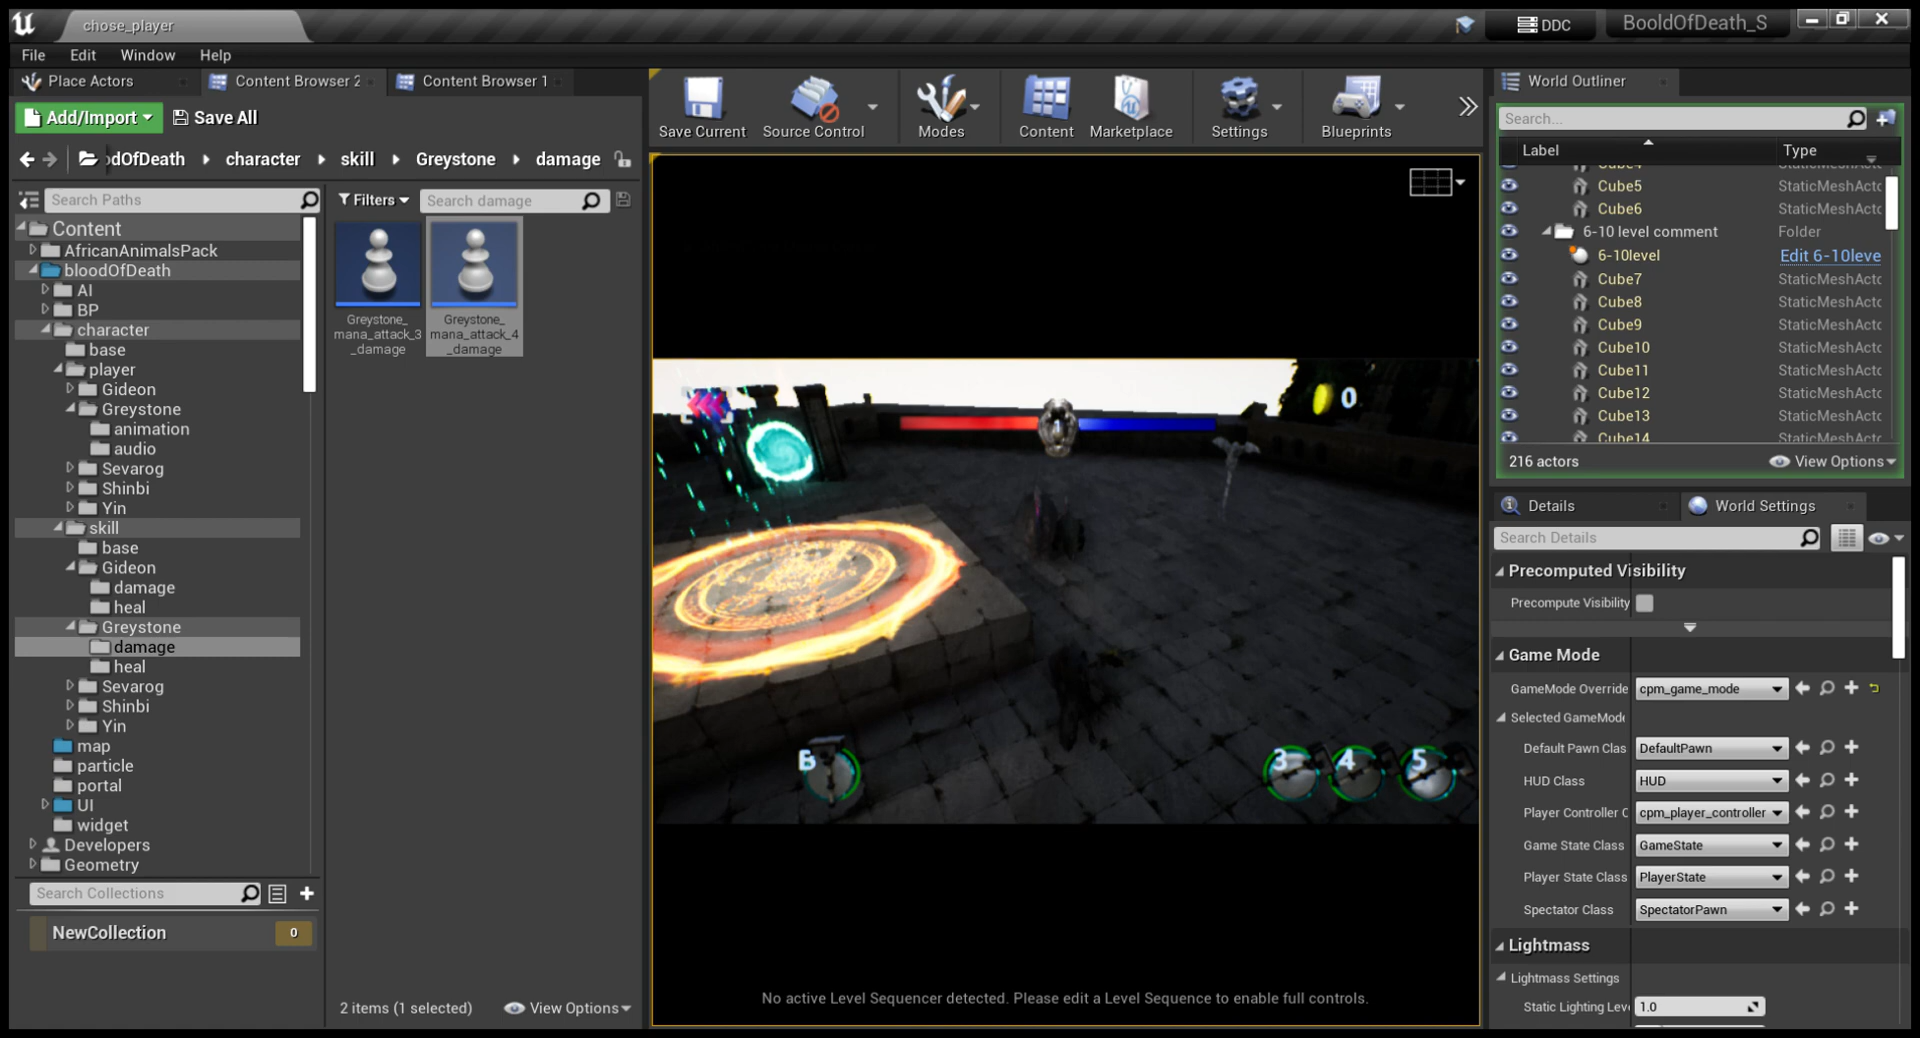 chose_player
DDC
BooldOfDeath_S
File Edit Window Help
Place Actors
Content Browser 2
Content Browser 1
World Outliner
Add/Import
Save All
Save Current
Source Control
Modes
Content
Marketplace
Settings
Blueprints
Search...
Label
Type
dOfDeath
character
skill
Greystone
damage
Search Paths
Filters
Search damage
Content
AfricanAnimalsPack
bloodOfDeath
AI
BP
character
base
player
Gideon
Greystone
animation
audio
Sevarog
Shinbi
Yin
skill
base
Gideon
damage
heal
Greystone
damage
heal
Sevarog
Shinbi
Yin
map
particle
portal
UI
widget
Developers
Geometry
Search Collections
NewCollection
0
Greystone_
mana_attack_3
_damage
Greystone_
mana_attack_4
_damage
2 items (1 selected)
View Options
0
3
4
5
No active Level Sequencer detected. Please edit a Level Sequence to enable full controls.
Cube5 StaticMeshActo
Cube6 StaticMeshActo
6-10 level comment Folder
6-10level Edit 6-10leve
Cube7 StaticMeshActo
Cube8 StaticMeshActo
Cube9 StaticMeshActo
Cube10 StaticMeshActo
Cube11 StaticMeshActo
Cube12 StaticMeshActo
Cube13 StaticMeshActo
Cube14
216 actors
View Options
Details
World Settings
Search Details
Precomputed Visibility
Precompute Visibility
Game Mode
GameMode Override cpm_game_mode
Selected GameMode
Default Pawn Clas DefaultPawn
HUD Class HUD
Player Controller C cpm_player_controller
Game State Class GameState
Player State Class PlayerState
Spectator Class SpectatorPawn
Lightmass
Lightmass Settings
Static Lighting Leve 1.0